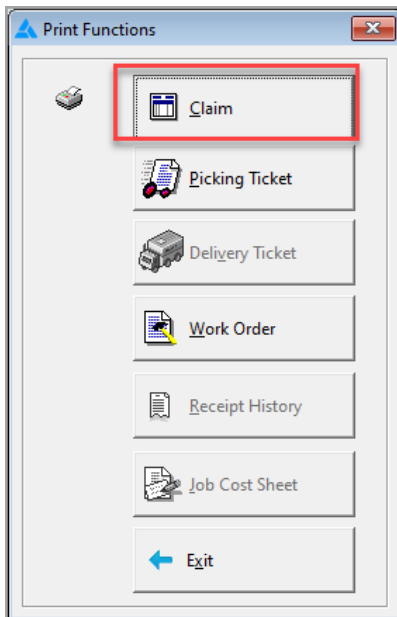 Print Functions
Claim
Picking Ticket
Delivery Ticket
Work Order
Receipt History
Job Cost Sheet
Exit